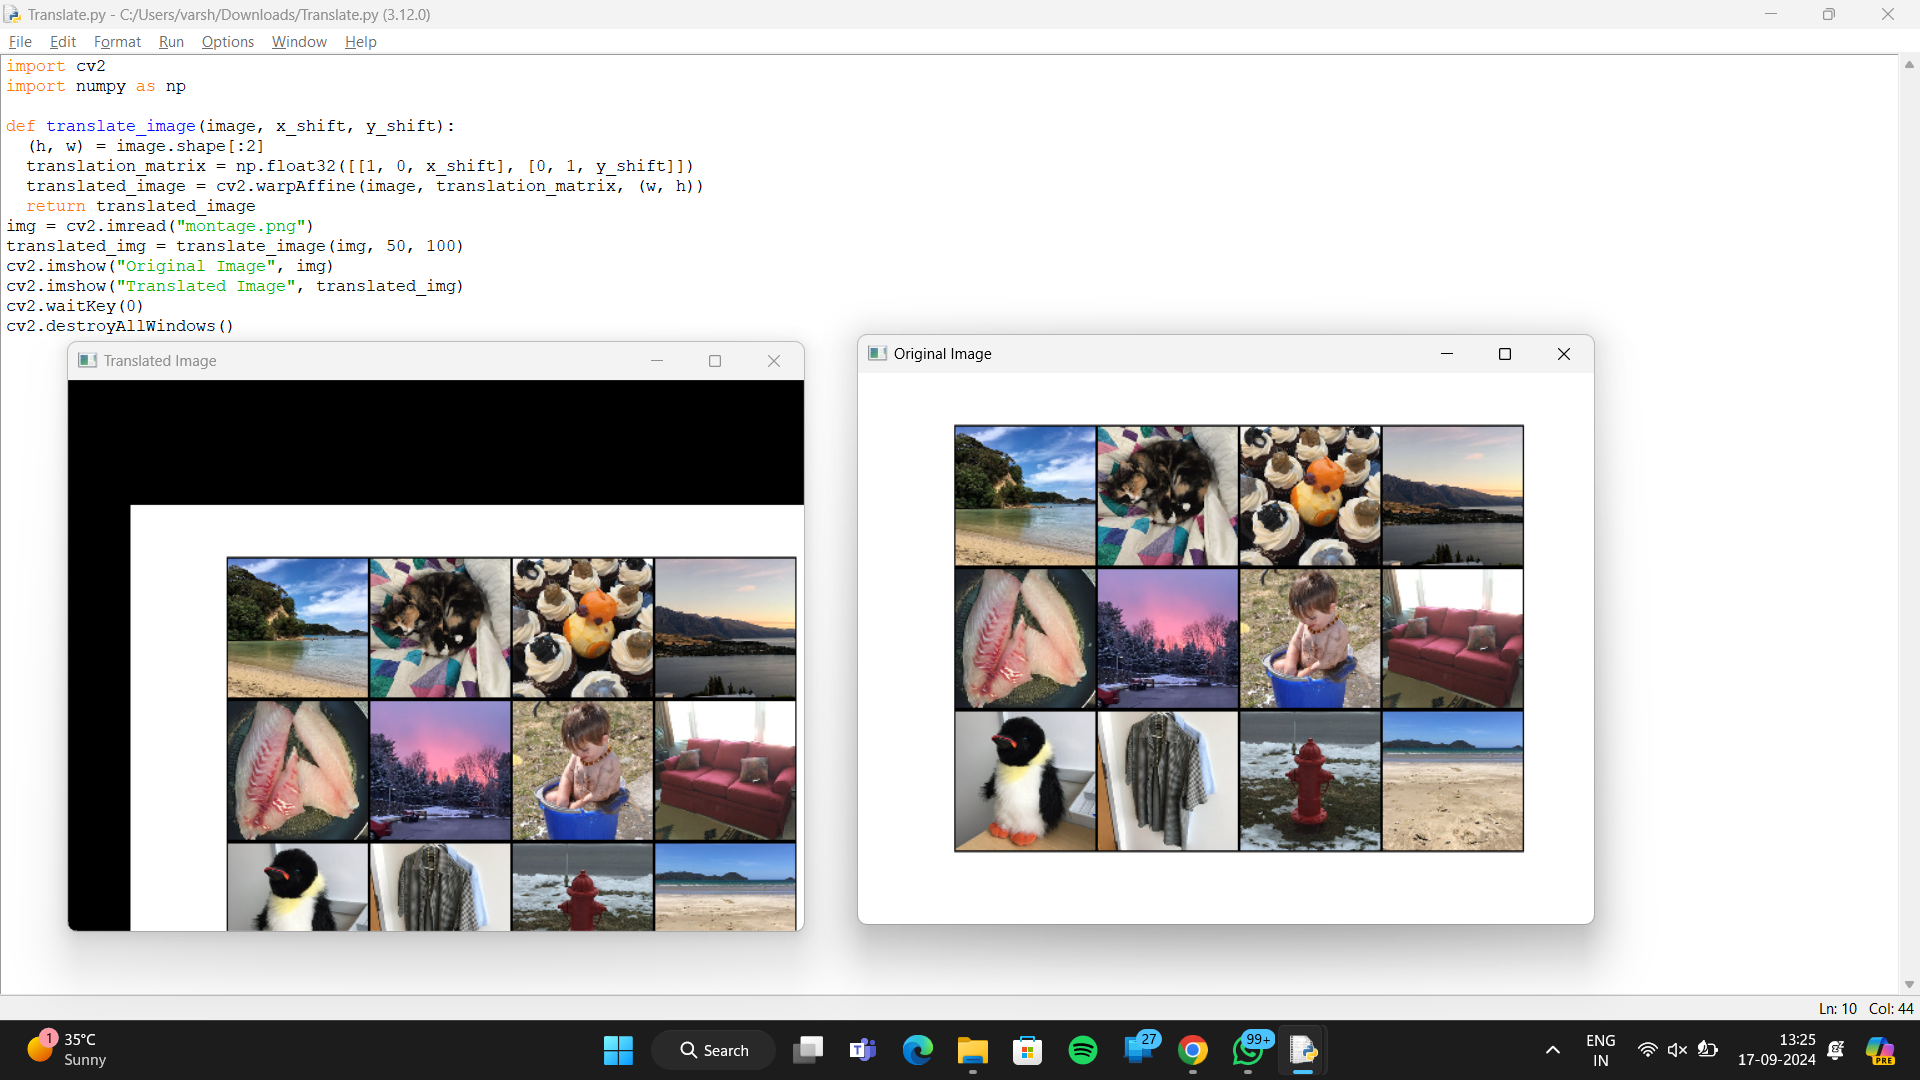 Translate.py - C:/Users/varsh/Downloads/Translate.py (3.12.0)
File Edit Format Run Options Window Help
import cv2
import numpy as np
def translate_image(image, x_shift, y_shift):
(h, w) = image.shape[:2]
translation_matrix = np.float32([[1, 0, x_shift], [0, 1, y_shift]])
translated_image = cv2.warpAffine(image, translation_matrix, (w, h))
return translated_image
img = cv2.imread("montage.png")
translated_img = translate_image(img, 50, 100)
cv2.imshow("Original Image", img)
cv2.imshow("Translated Image", translated_img)
cv2.waitKey(0)
cv2.destroyAllWindows()
Translated Image
Original Image
Ln: 10 Col: 44
1
35°C
Sunny
Search
27
99+
ENG
IN
13:25
17-09-2024
PRE